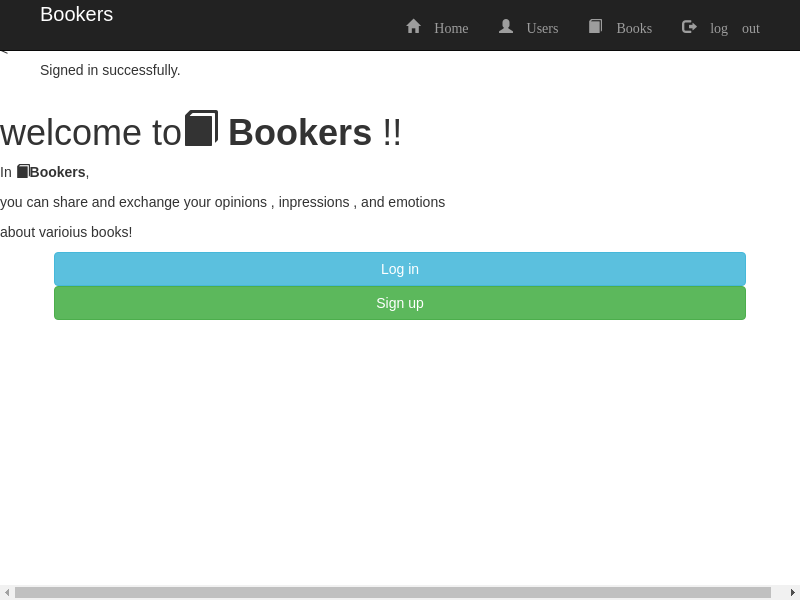 Bookers
Home Users Books log out
<
Signed in successfully.
welcome to Bookers !!
In Bookers,
you can share and exchange your opinions , inpressions , and emotions
about varioius books!
Log in
Sign up